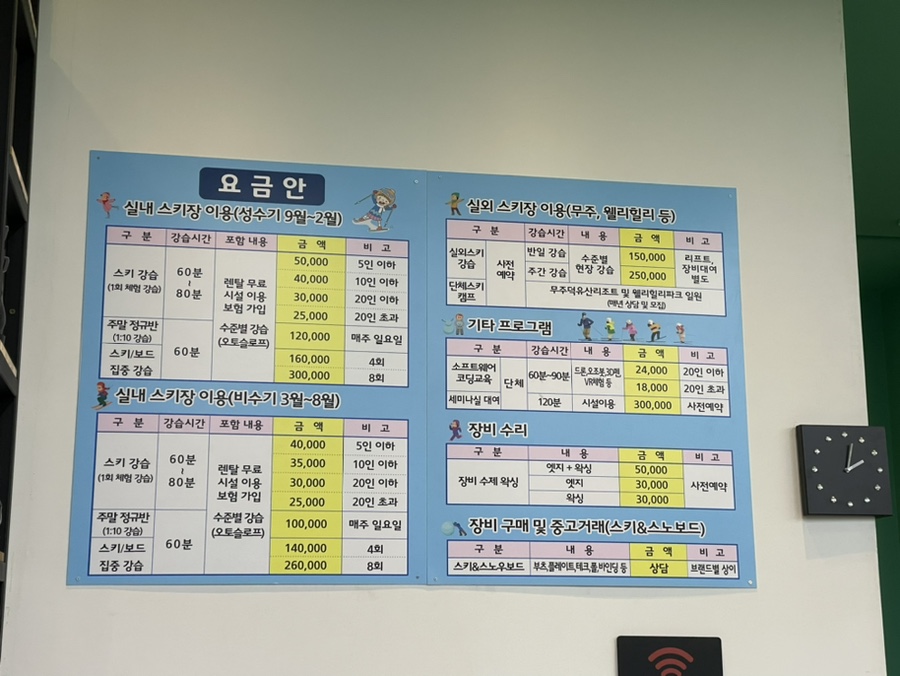 요금안
실내 스키장 이용(성수기 9월~2월)
구 분 강습시간 포함 내용 금 액 비 고
스키 강습
(1회 체험 강습)
60분
~
80분
렌탈 무료
시설 이용
보험 가입
50,000 5인 이하
40,000 10인 이하
30,000 20인 이하
25,000 20인 초과
주말 정규반
(1:10 강습)
60분
수준별 강습
(오토슬로프)
120,000 매주 일요일
스키/보드
집중 강습
160,000 4회
300,000 8회
실내 스키장 이용(비수기 3월~8월)
구 분 강습시간 포함 내용 금 액 비 고
스키 강습
(1회 체험 강습)
60분
~
80분
렌탈 무료
시설 이용
보험 가입
40,000 5인 이하
35,000 10인 이하
30,000 20인 이하
25,000 20인 초과
주말 정규반
(1:10 강습)
60분
수준별 강습
(오토슬로프)
100,000 매주 일요일
스키/보드
집중 강습
140,000 4회
260,000 8회
실외 스키장 이용(무주, 웰리힐리 등)
구 분 강습시간 내 용 금 액 비 고
실외스키
강습
사전
예약
반일 강습
주간 강습
수준별
현장 강습
150,000
250,000
리프트,
장비대여
별도
단체스키
캠프
무주덕유산리조트 및 웰리힐리파크 일원
(매년 상담 및 모집)
기타 프로그램
구 분 강습시간 내 용 금 액 비 고
소프트웨어
코딩교육
단체
60분~90분
드론,오조봇,3D펜,
VR체험 등
24,000 20인 이하
18,000 20인 초과
세미나실 대여 120분 시설이용 300,000 사전예약
장비 수리
구 분 내 용 금 액 비 고
장비 수제 왁싱
엣지 + 왁싱 50,000
엣지 30,000
왁싱 30,000
사전예약
장비 구매 및 중고거래(스키&스노보드)
구 분 내 용 금 액 비 고
스키&스노우보드 부츠,플레이트,테크,폴,바인딩 등 상담 브랜드별 상이